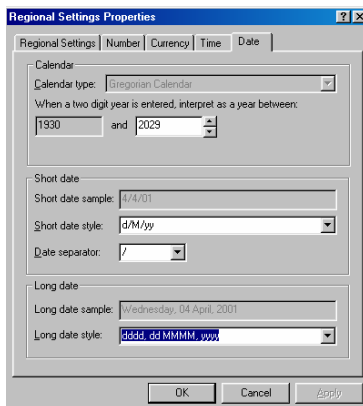 Regional Settings Properties
Regional Settings Number Currency Time Date
Calendar
Calendar type: Gregorian Calendar
When a two digit year is entered, interpret as a year between:
1930 and 2029
Short date
Short date sample: 4/4/01
Short date style: d/M/yy
Date separator: /
Long date
Long date sample: Wednesday, 04 April, 2001
Long date style: dddd, dd MMMM, yyyy
OK Cancel Apply